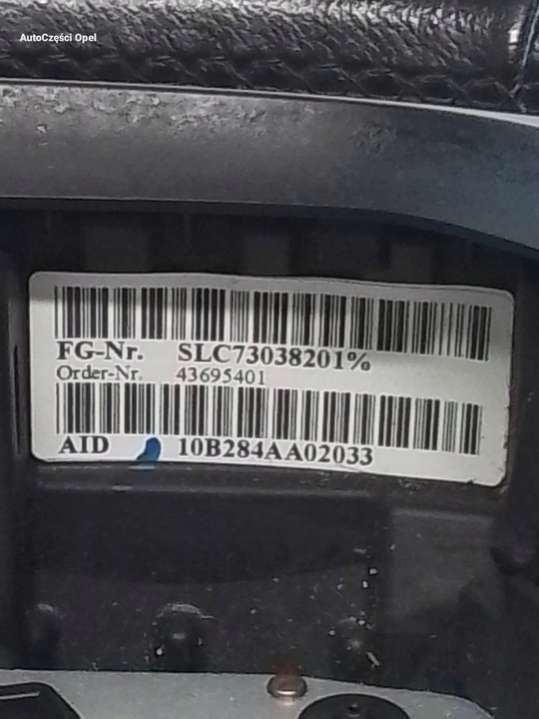 AutoCzęści Opel
FG-Nr. SLC73038201%
Order-Nr. 43695401
AID 10B284AA02033